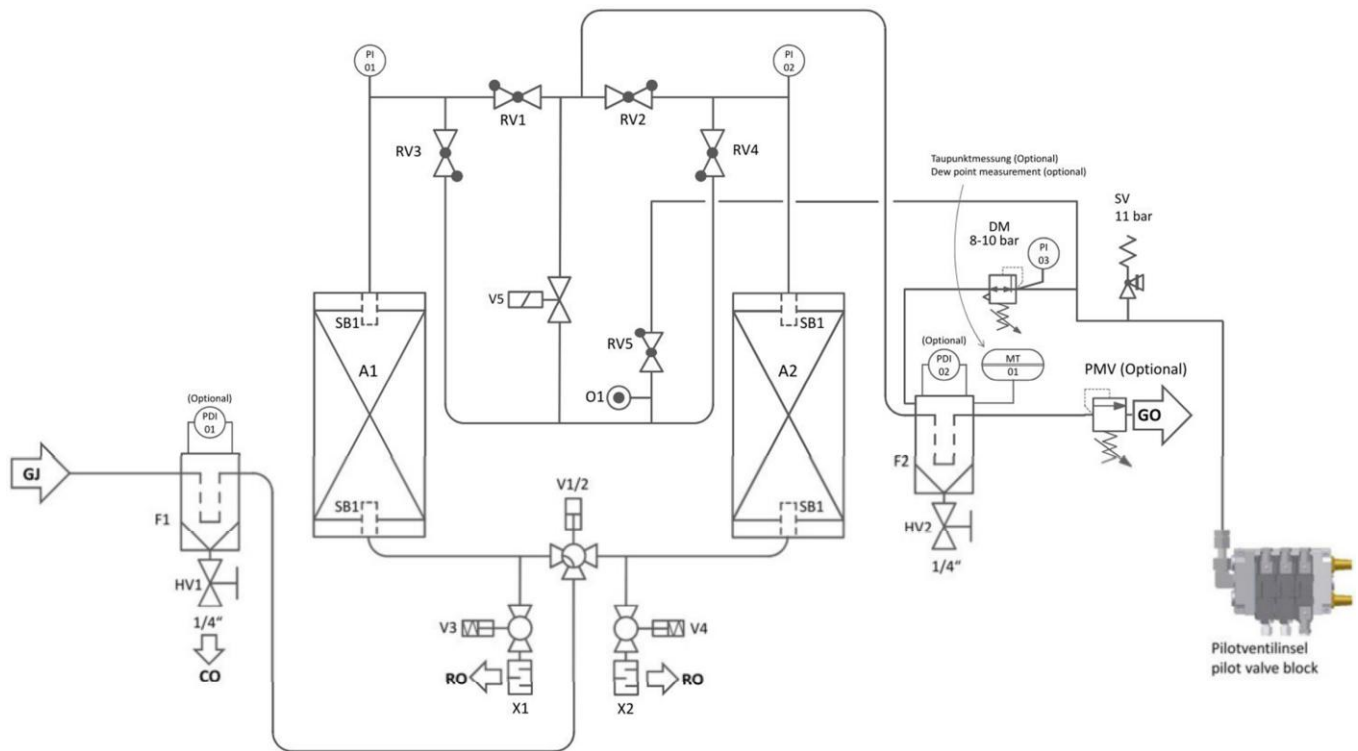 PI
01
PI
02
RV1
RV2
RV3
RV4
Taupunktmessung (Optional)
Dew point measurement (optional)
SV
11 bar
DM
8-10 bar
PI
03
V5
SB1
SB1
RV5
(Optional)
PDI
02
MT
01
A1
A2
PMV (Optional)
O1
GO
(Optional)
PDI
01
GJ
F2
V1/2
SB1
SB1
F1
HV2
1/4“
HV1
1/4“
V3
V4
CO
RO
RO
X1
X2
Pilotventilinsel
pilot valve block